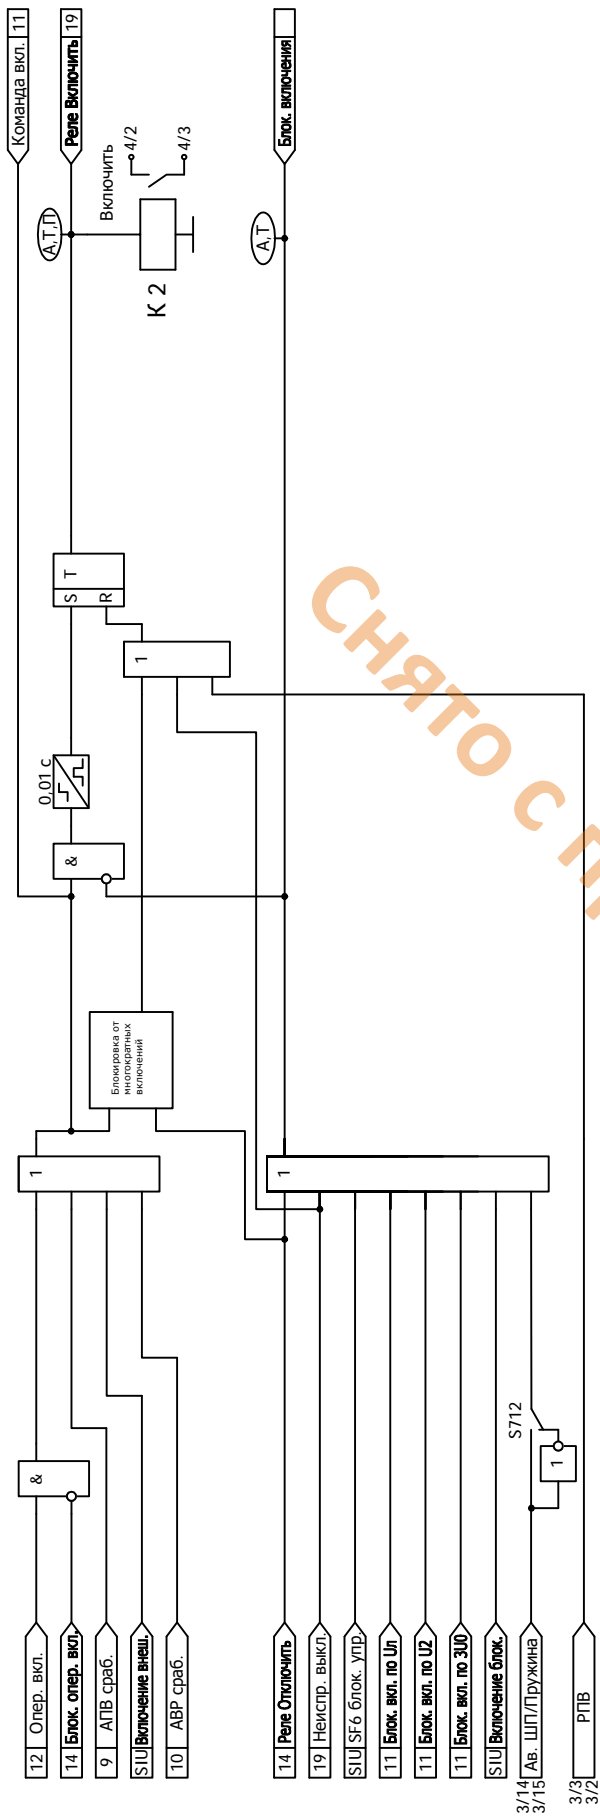 Команда вкл. 11
Реле Включить 19
Блок. включения
А,Т,П
Включить
4/2
4/3
К 2
А,Т
S Т
R
1
0,01 с
&
Блокировка от
многократных
включений
1
1
&
S712
1
12 Опер. вкл.
14 Блок. опер. вкл.
9 АПВ сраб.
SIU Включение внеш.
10 АВР сраб.
14 Реле Отключить
19 Неиспр. выкл.
SIU SF6 блок. упр.
11 Блок. вкл. по Uл
11 Блок. вкл. по U2
11 Блок. вкл. по 3U0
SIU Включение блок.
3/14
3/15
Ав. ШП/Пружина
3/3
3/2
РПВ
Снято с п